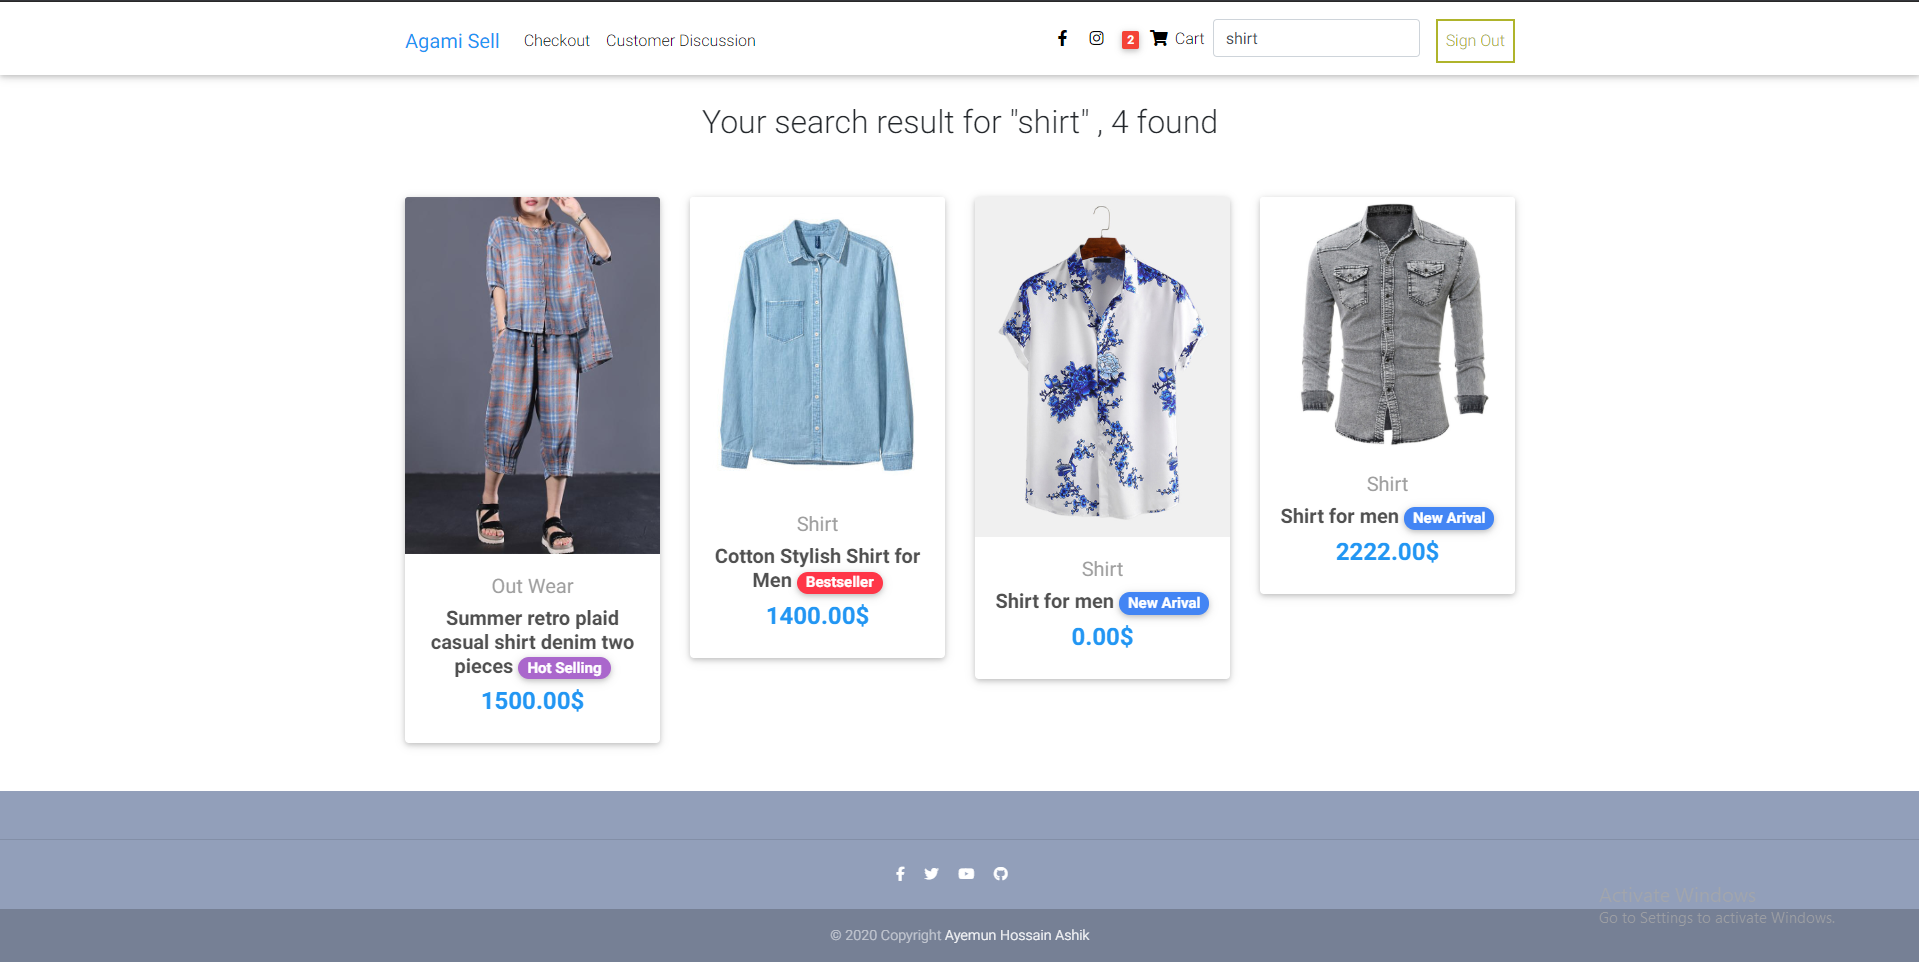 Agami Sell Checkout Customer Discussion 2 Cart shirt Sign Out
Your search result for "shirt" , 4 found
Out Wear
Summer retro plaid
casual shirt denim two
pieces Hot Selling
1500.00$
Shirt
Cotton Stylish Shirt for
Men Bestseller
1400.00$
Shirt
Shirt for men New Arival
0.00$
Shirt
Shirt for men New Arival
2222.00$
Activate Windows
Go to Settings to activate Windows.
© 2020 Copyright Ayemun Hossain Ashik